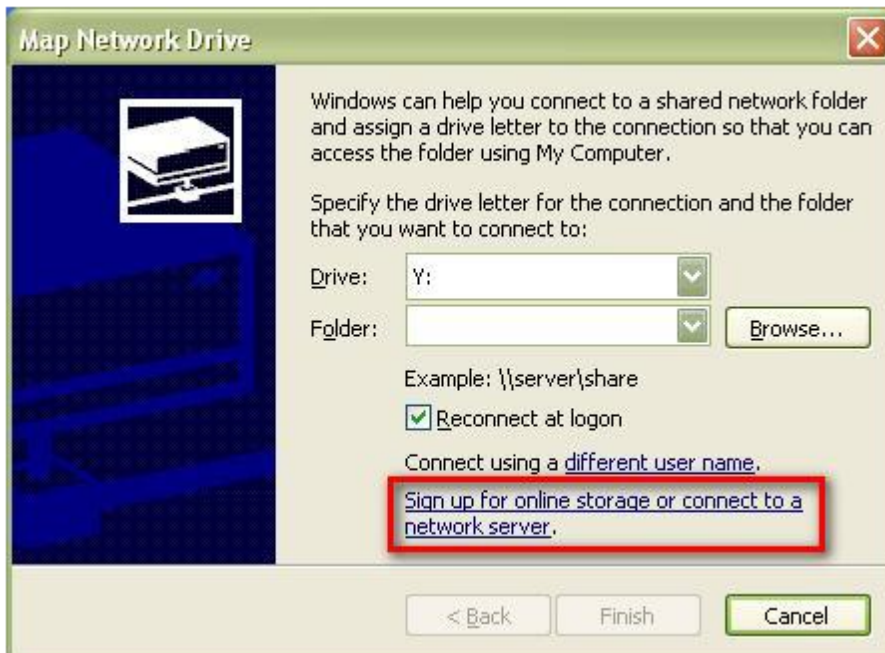 Map Network Drive
Windows can help you connect to a shared network folder
and assign a drive letter to the connection so that you can
access the folder using My Computer.
Specify the drive letter for the connection and the folder
that you want to connect to:
Drive: Y:
Folder: Browse...
Example: \\server\share
Reconnect at logon
Connect using a different user name.
Sign up for online storage or connect to a
network server.
< Back Finish Cancel